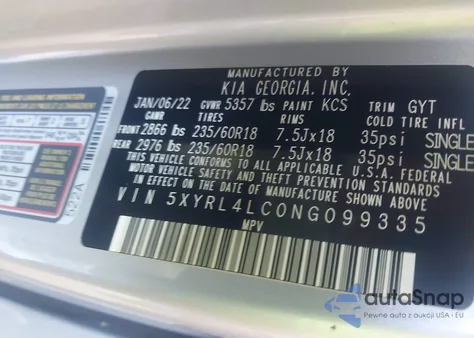 MANUFACTURED BY
KIA GEORGIA, INC.
JAN/06/22 GVWR 5357 lbs PAINT KCS TRIM GYT
GAWR TIRES RIMS COLD TIRE INFL
FRONT 2866 lbs 235/60R18 7.5Jx18 35psi SINGLE
REAR 2976 lbs 235/60R18 7.5Jx18 35psi SINGLE
THIS VEHICLE CONFORMS TO ALL APPLICABLE U.S.A. FEDERAL
MOTOR VEHICLE SAFETY AND THEFT PREVENTION STANDARDS
IN EFFECT ON THE DATE OF MANUFACTURE SHOWN ABOVE
VIN 5XYRL4LC0NG099335
MPV
autoSnap
Pewne auta z aukcji USA i EU